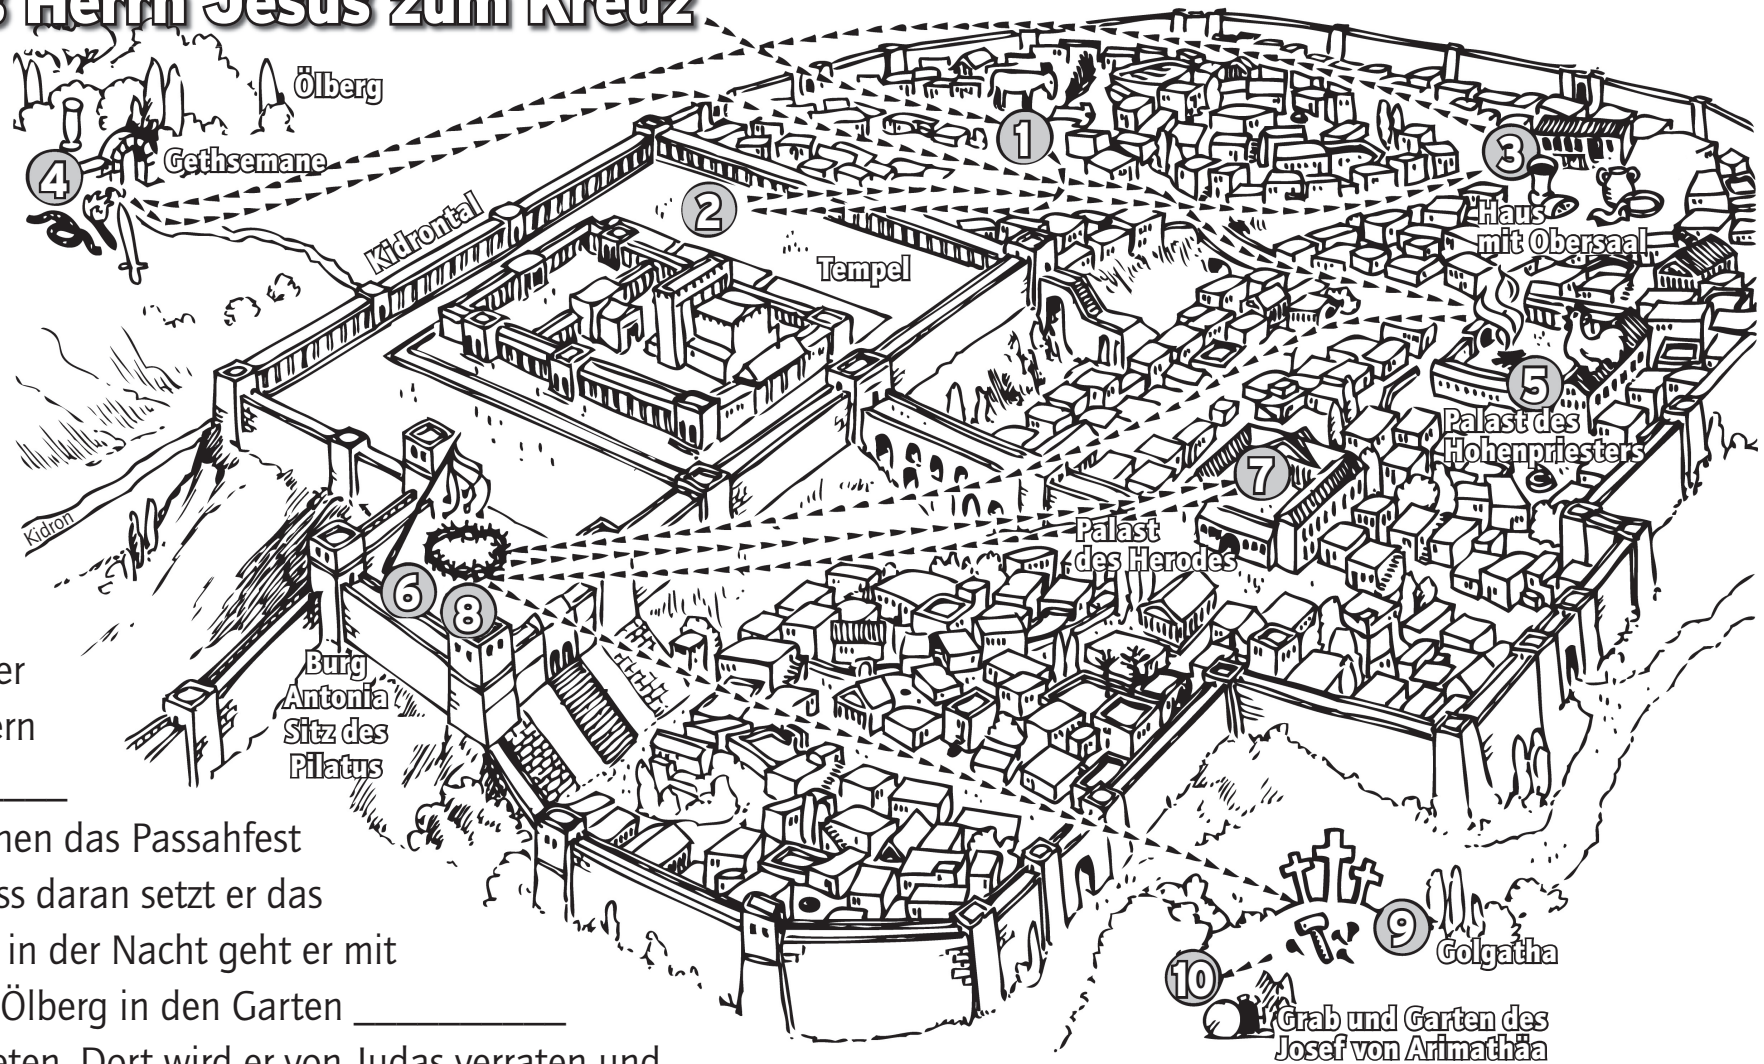 s Herrn Jesus zum Kreuz
Ölberg
1
3
4
Gethsemane
2
Kidrontal
Haus
mit Obersaal
Tempel
5
Palast des
Hohenpriesters
7
Kidron
Palast
des Herodes
6
8
Burg
Antonia
Sitz des
Pilatus
er
ern
_____
nen das Passahfest
ss daran setzt er das
in der Nacht geht er mit
Ölberg in den Garten ____________
eten. Dort wird er von Judas verraten und
9
Golgatha
10
Grab und Garten des
Josef von Arimathäa